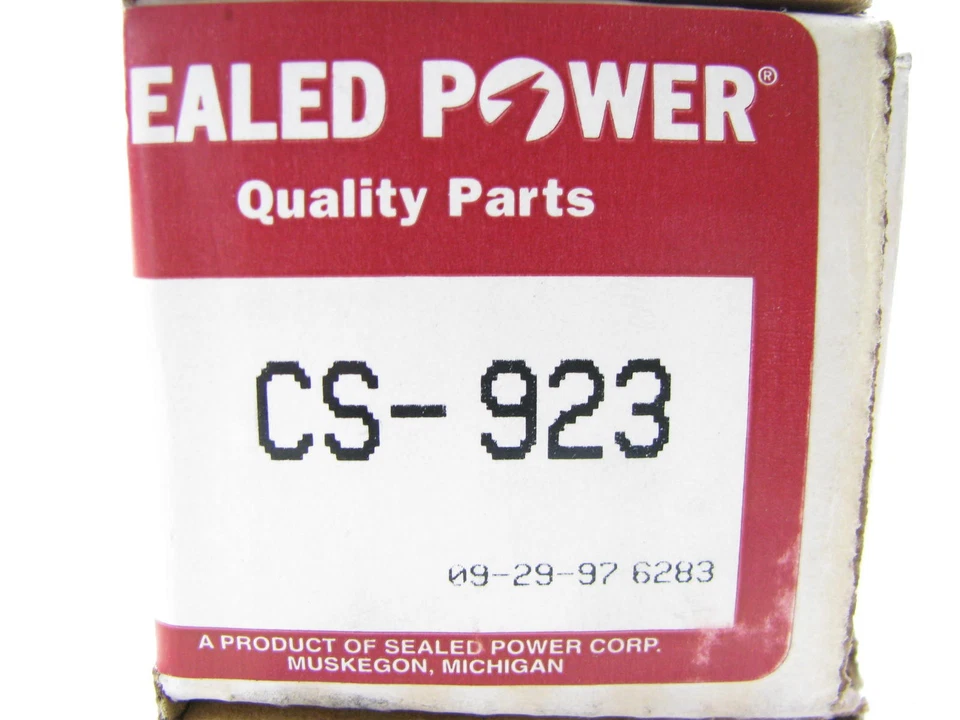 EALED POWER®
Quality Parts
CS-923
09-29-97 6283
A PRODUCT OF SEALED POWER CORP.
MUSKEGON, MICHIGAN